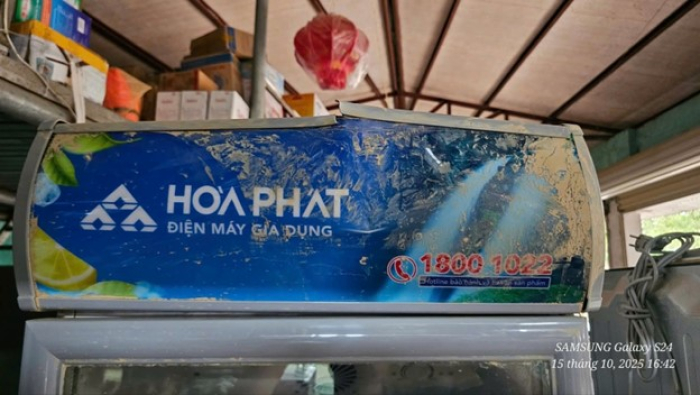 HÒA PHÁT
ĐIỆN MÁY GIA DỤNG
1800 1022
SAMSUNG Galaxy S24
15 tháng 10, 2025 16:42